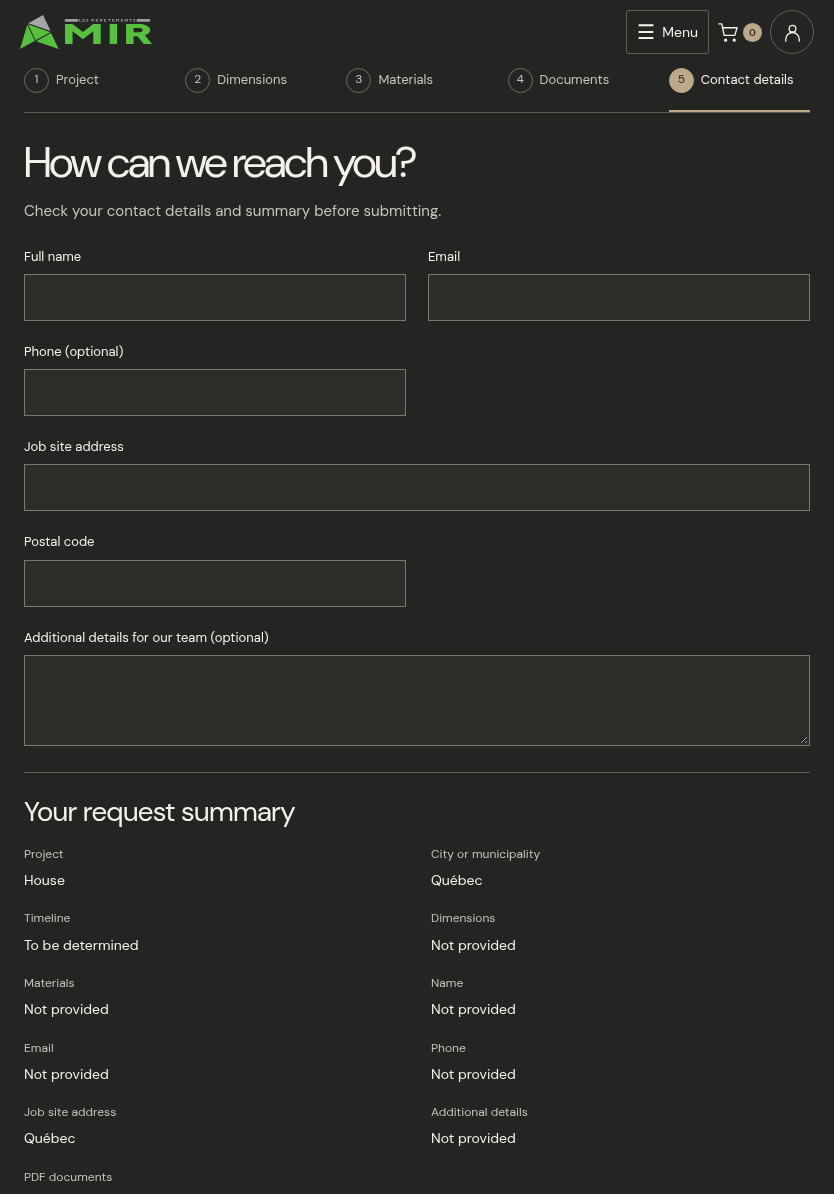 LES REVÊTEMENTS
MIR
Menu
0
1 Project
2 Dimensions
3 Materials
4 Documents
5 Contact details
How can we reach you?
Check your contact details and summary before submitting.
Full name
Email
Phone (optional)
Job site address
Postal code
Additional details for our team (optional)
Your request summary
Project
House
City or municipality
Québec
Timeline
To be determined
Dimensions
Not provided
Materials
Not provided
Name
Not provided
Email
Not provided
Phone
Not provided
Job site address
Québec
Additional details
Not provided
PDF documents